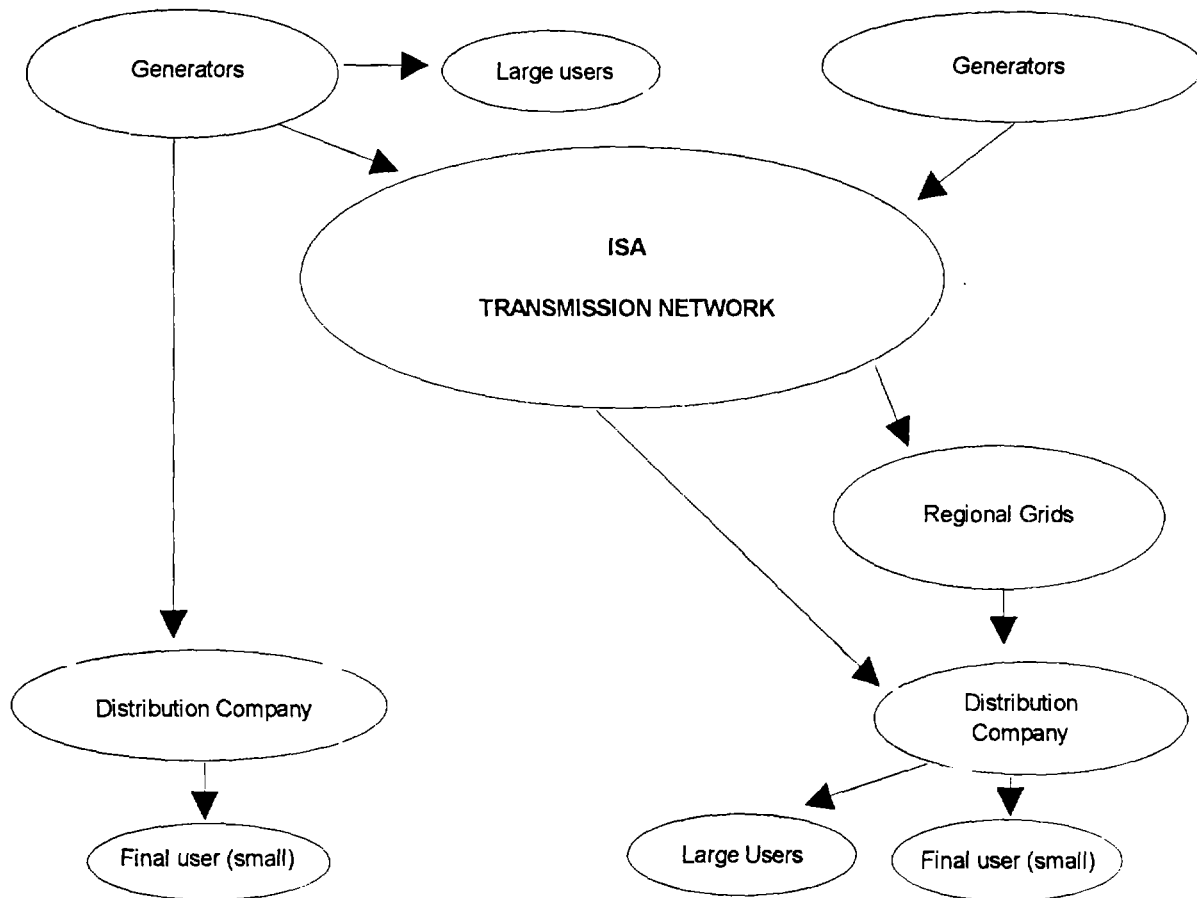 Generators
Large users
Generators
ISA
TRANSMISSION NETWORK
Regional Grids
Distribution Company
Distribution
Company
Final user (small)
Large Users
Final user (small)